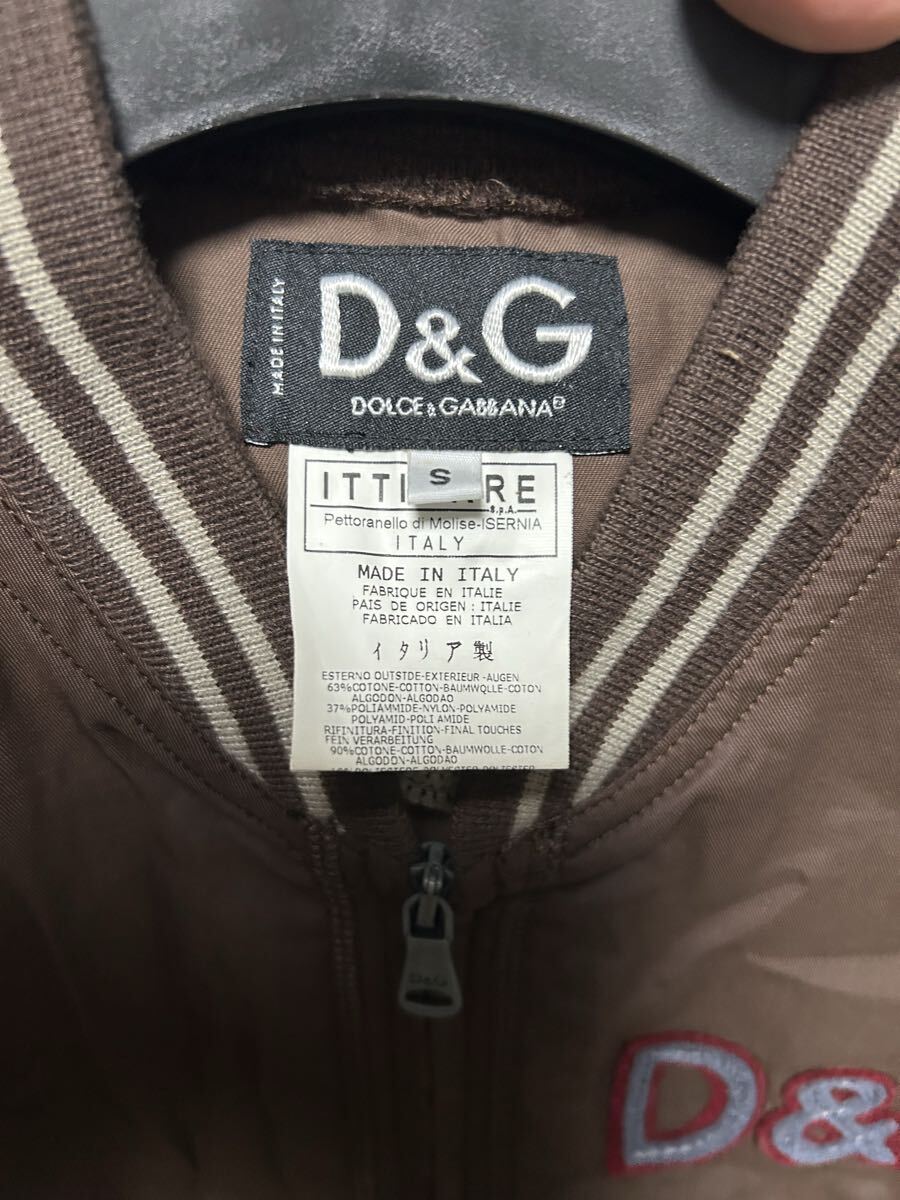 MADE IN ITALY
D&G
DOLCE & GABBANA
S
ITTI RRE
S.p.A.
Pettoranello di Molise-ISERNIA
ITALY
MADE IN ITALY
FABRIQUE EN ITALIE
PAIS DE ORIGEN : ITALIE
FABRICADO EN ITALIA
イタリア製
ESTERNO OUTSTDE-EXTERIEUR-AUGEN
63%COTONE-COTTON-BAUMWOLLE-COTON
ALGODON-ALGODAO
37%POLIAMMIDE-NYLON-POLYAMIDE
POLYAMID-POLI AMIDE
RIFINITURA-FINITION-FINAL TOUCHES
FEIN VERARBEITUNG
90%COTONE-COTTON-BAUMWOLLE-COTON
ALGODON-ALGODAO
D&G
D&